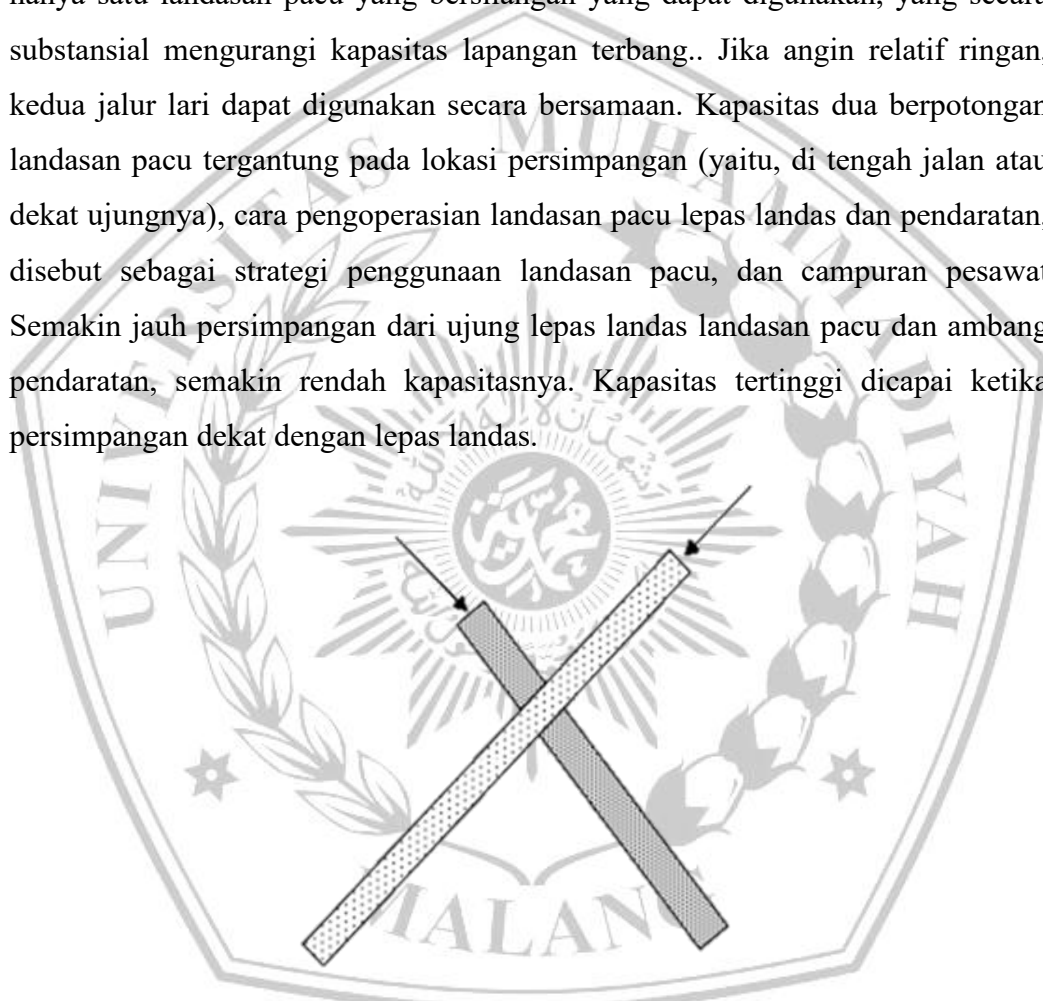 hanya satu landasan pacu yang bersilangan yang dapat digunakan, yang secara
substansial mengurangi kapasitas lapangan terbang.. Jika angin relatif ringan,
kedua jalur lari dapat digunakan secara bersamaan. Kapasitas dua berpotongan
landasan pacu tergantung pada lokasi persimpangan (yaitu, di tengah jalan atau
dekat ujungnya), cara pengoperasian landasan pacu lepas landas dan pendaratan,
disebut sebagai strategi penggunaan landasan pacu, dan campuran pesawat
Semakin jauh persimpangan dari ujung lepas landas landasan pacu dan ambang
pendaratan, semakin rendah kapasitasnya. Kapasitas tertinggi dicapai ketika
persimpangan dekat dengan lepas landas.
UNIVERSITAS MUHAMMADIYAH
MALANG